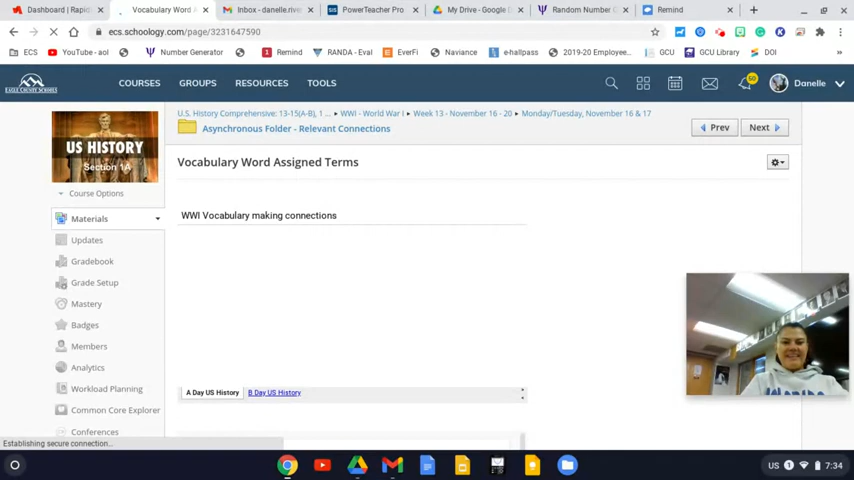 Dashboard | Rapid
Vocabulary Word A
Inbox - danelle.river
PowerTeacher Pro
My Drive - Google D
Random Number G
Remind
ecs.schoology.com/page/3231647590
ECS
YouTube - aol
Number Generator
Remind
RANDA - Eval
EverFi
Naviance
e-hallpass
2019-20 Employee...
GCU
GCU Library
DOI
EAGLE COUNTY SCHOOLS
COURSES GROUPS RESOURCES TOOLS
50
Danelle
US HISTORY
Section 1A
U.S. History Comprehensive: 13-15(A-B), 1 ... WWI - World War I Week 13 - November 16 - 20 Monday/Tuesday, November 16 & 17
Asynchronous Folder - Relevant Connections
Prev
Next
Vocabulary Word Assigned Terms
Course Options
Materials
Updates
Gradebook
Grade Setup
Mastery
Badges
Members
Analytics
Workload Planning
Common Core Explorer
Conferences
WWI Vocabulary making connections
A Day US History B Day US History
Establishing secure connection...
US 1 7:34